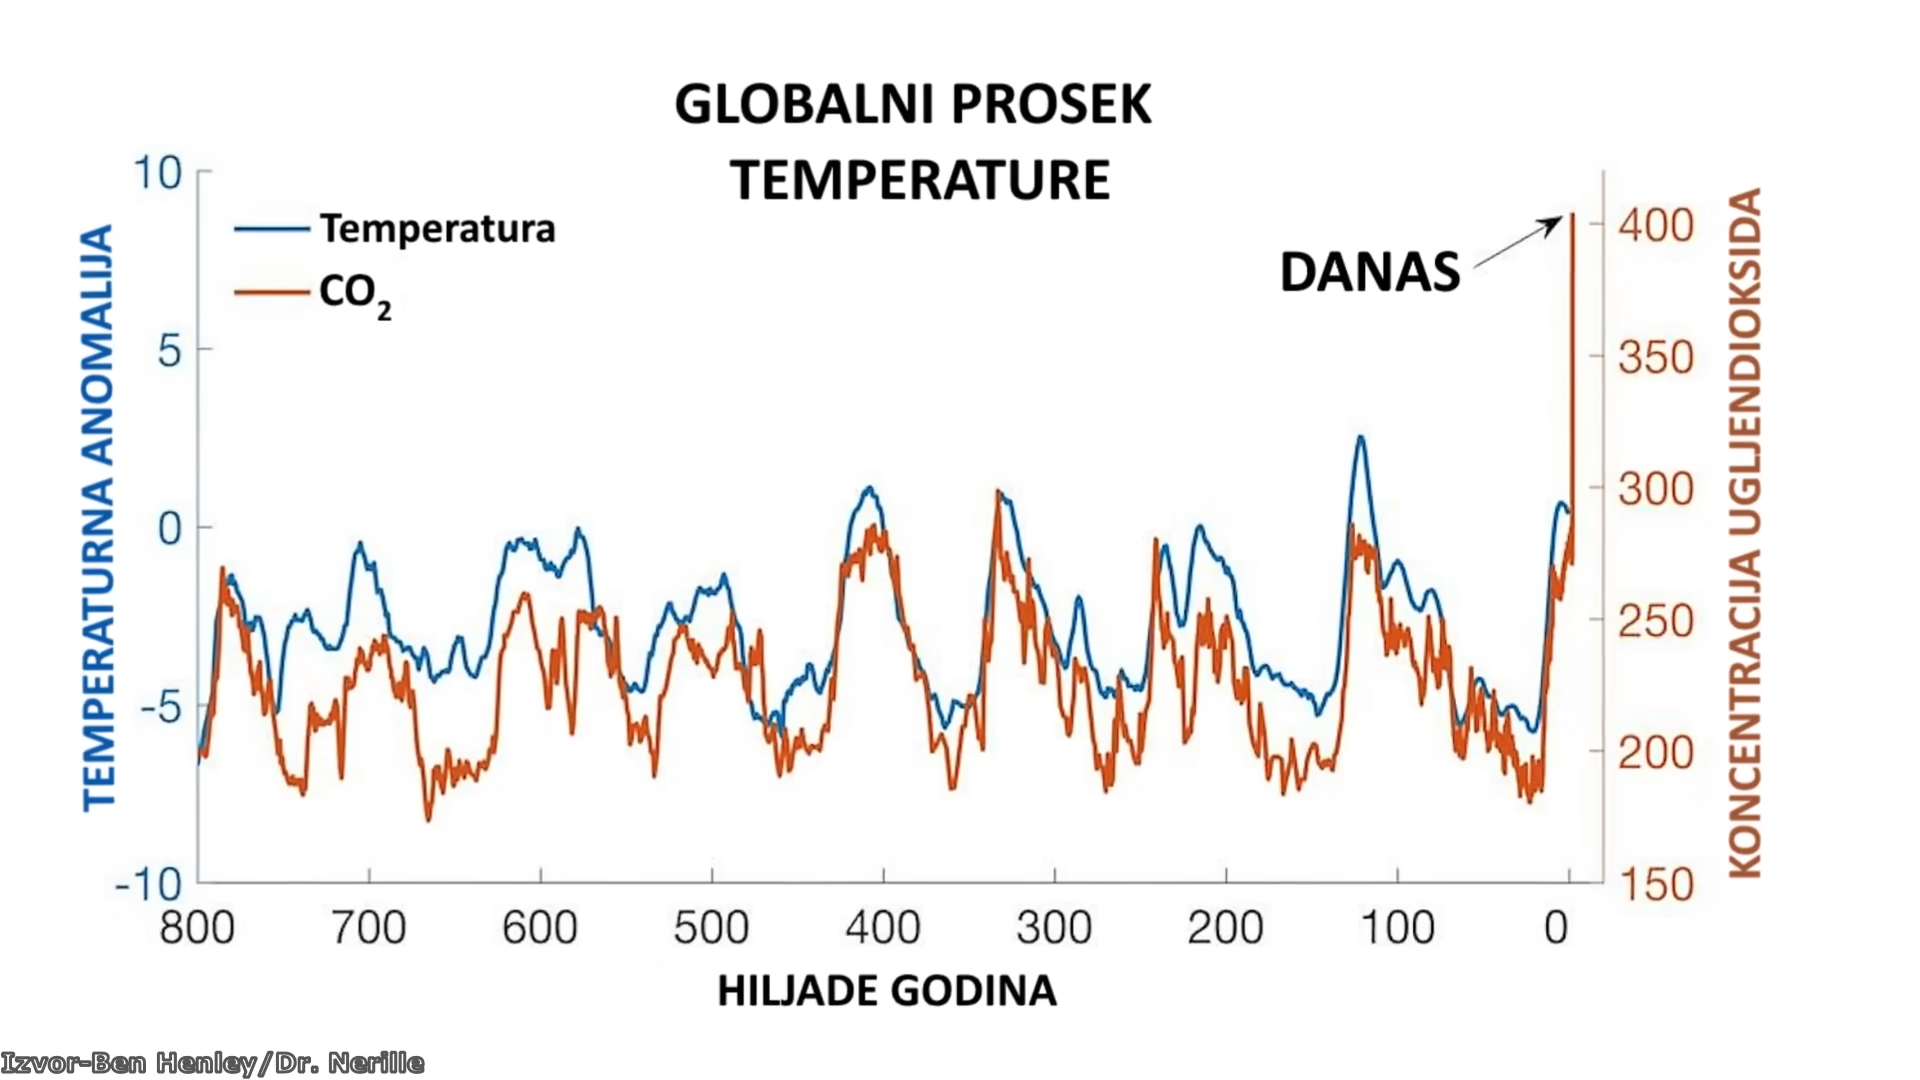 GLOBALNI PROSEK
TEMPERATURE
Temperatura
CO₂
DANAS
TEMPERATURNA ANOMALIJA
10
5
0
-5
-10
KONCENTRACIJA UGLJENDIOKSIDA
400
350
300
250
200
150
800 700 600 500 400 300 200 100 0
HILJADE GODINA
Izvor-Ben Henley/Dr. Nerille